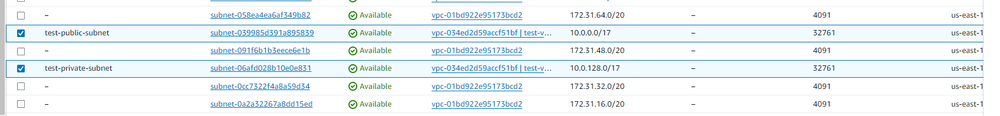 – subnet-058ea4ea6af349b82 Available vpc-01bd922e95173bcd2 172.31.64.0/20 – 4091 us-east-1
test-public-subnet subnet-039985d391a895839 Available vpc-034ed2d59accf51bf | test-v... 10.0.0.0/17 – 32761 us-east-1
– subnet-091f6b1b3eece6e1b Available vpc-01bd922e95173bcd2 172.31.48.0/20 – 4091 us-east-1
test-private-subnet subnet-06afd028b10e0e831 Available vpc-034ed2d59accf51bf | test-v... 10.0.128.0/17 – 32761 us-east-1
– subnet-0cc7322f4a8a59d34 Available vpc-01bd922e95173bcd2 172.31.32.0/20 – 4091 us-east-1
– subnet-0a2a32267a8dd15ed Available vpc-01bd922e95173bcd2 172.31.16.0/20 – 4091 us-east-1